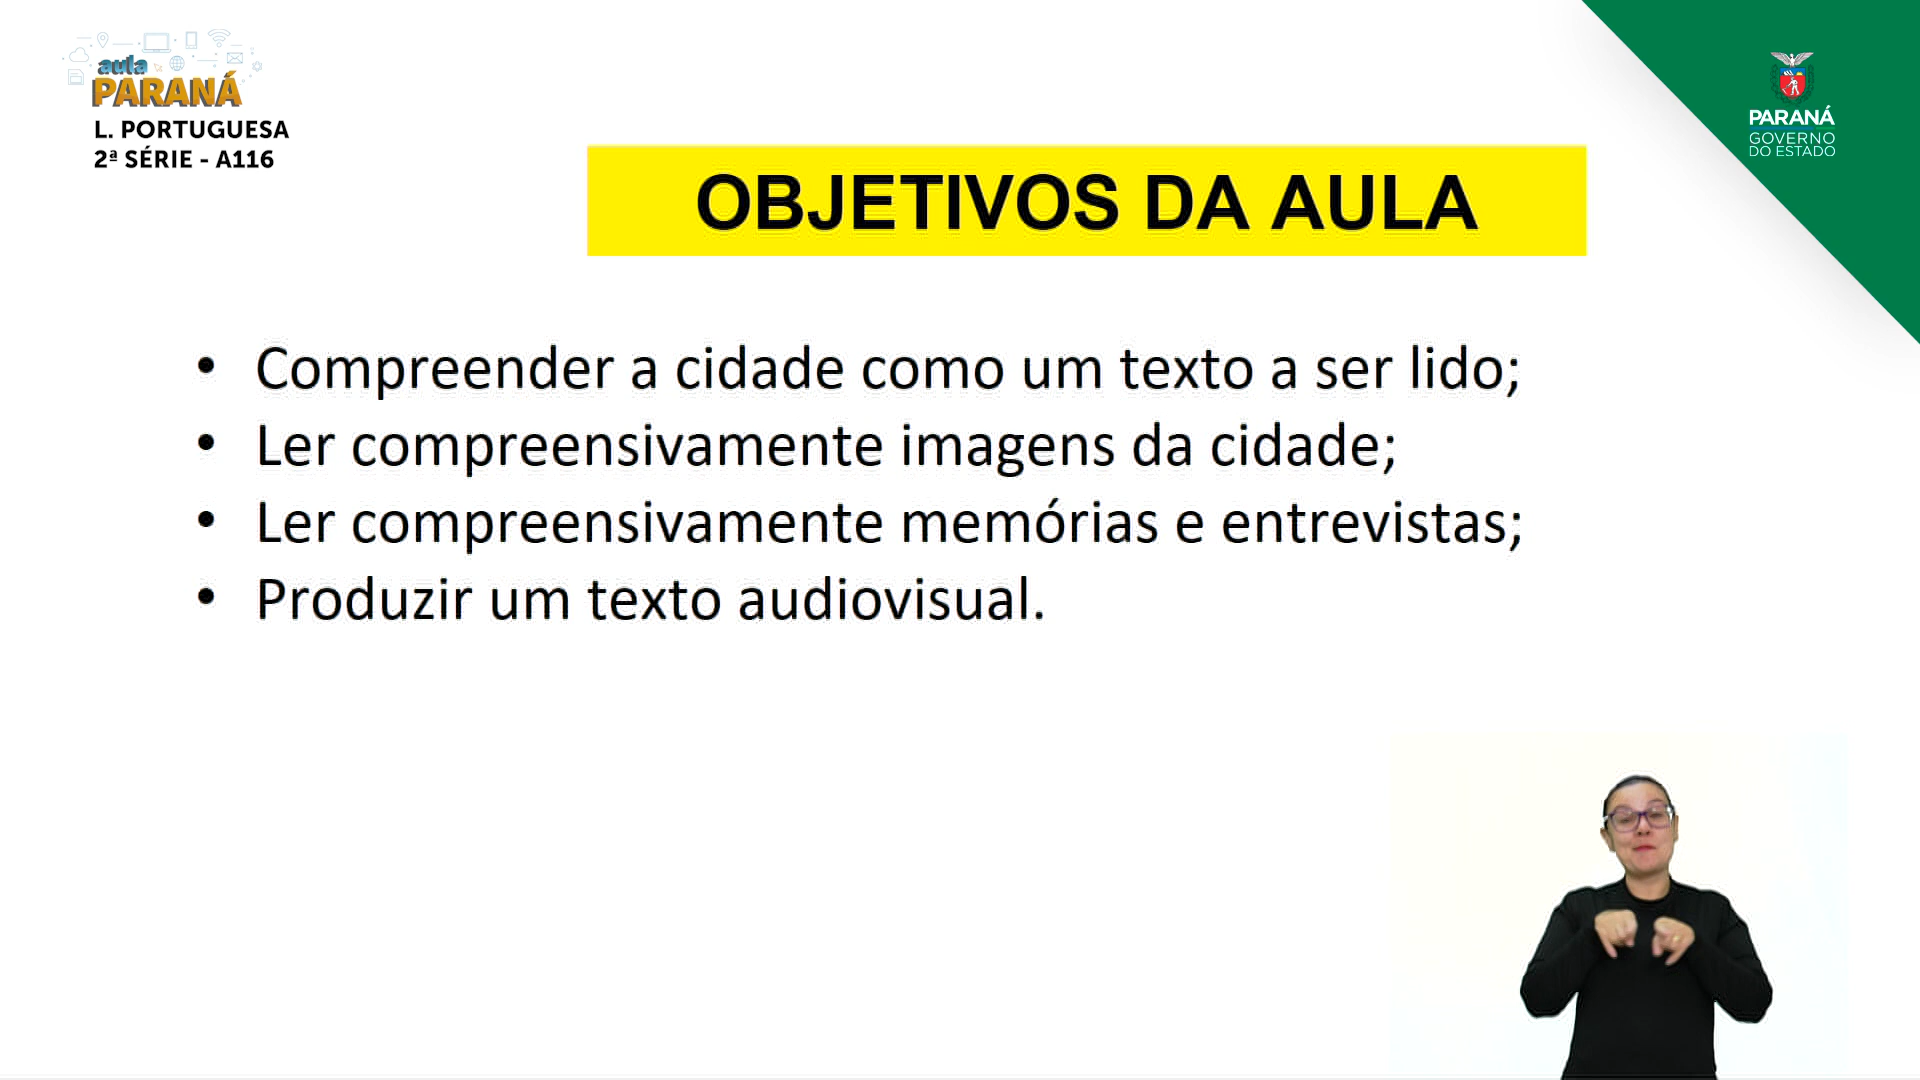 aula
PARANÁ
L. PORTUGUESA
2ª SÉRIE - A116
PARANÁ
GOVERNO
DO ESTADO
OBJETIVOS DA AULA
• Compreender a cidade como um texto a ser lido;
• Ler compreensivamente imagens da cidade;
• Ler compreensivamente memórias e entrevistas;
• Produzir um texto audiovisual.